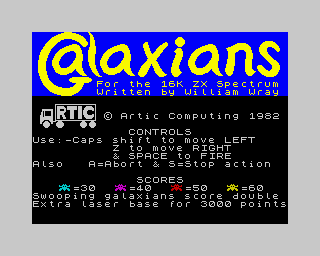 Galaxians
For the 16K ZX Spectrum
Written by William Wray
ARTIC © Artic Computing 1982
CONTROLS
Use:-Caps shift to move LEFT
Z to move RIGHT
& SPACE to FIRE
Also A=Abort & S=Stop action
SCORES
=30 =40 =50 =60
Swooping galaxians score double
Extra laser base for 3000 points